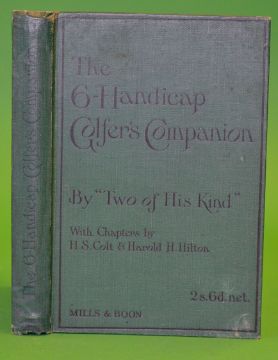 The
6-Handicap
Golfer's Companion
By "Two of His Kind"
With Chapters by
H.S. Colt & Harold H. Hilton
2s.6d. net.
MILLS & BOON
The 6-Handicap Golfer's Companion